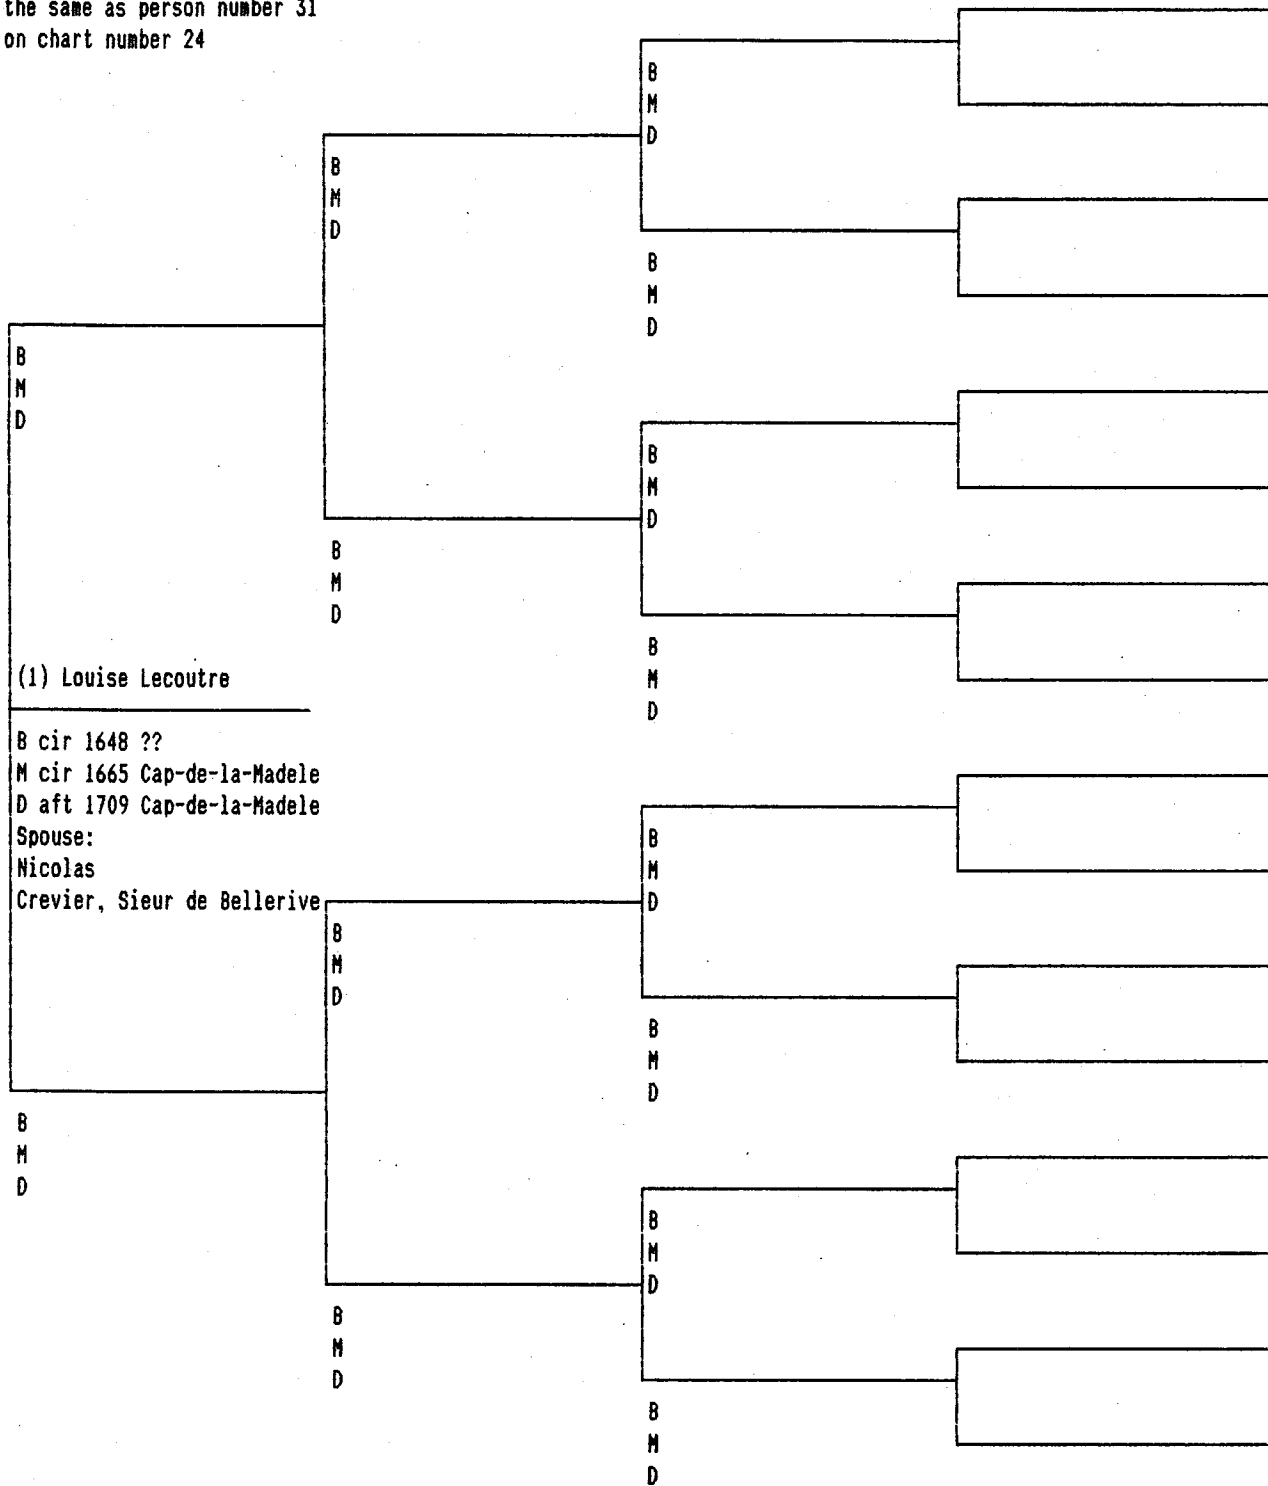 the same as person number 31
on chart number 24
B
M
D
B
M
D
B
M
D
B
M
D
B
M
D
B
M
D
B
M
D
(1) Louise Lecoutre
B cir 1648 ??
M cir 1665 Cap-de-la-Madele
D aft 1709 Cap-de-la-Madele
Spouse:
Nicolas
Crevier, Sieur de Bellerive
B
M
D
B
M
D
B
M
D
B
M
D
B
M
D
B
M
D
B
M
D